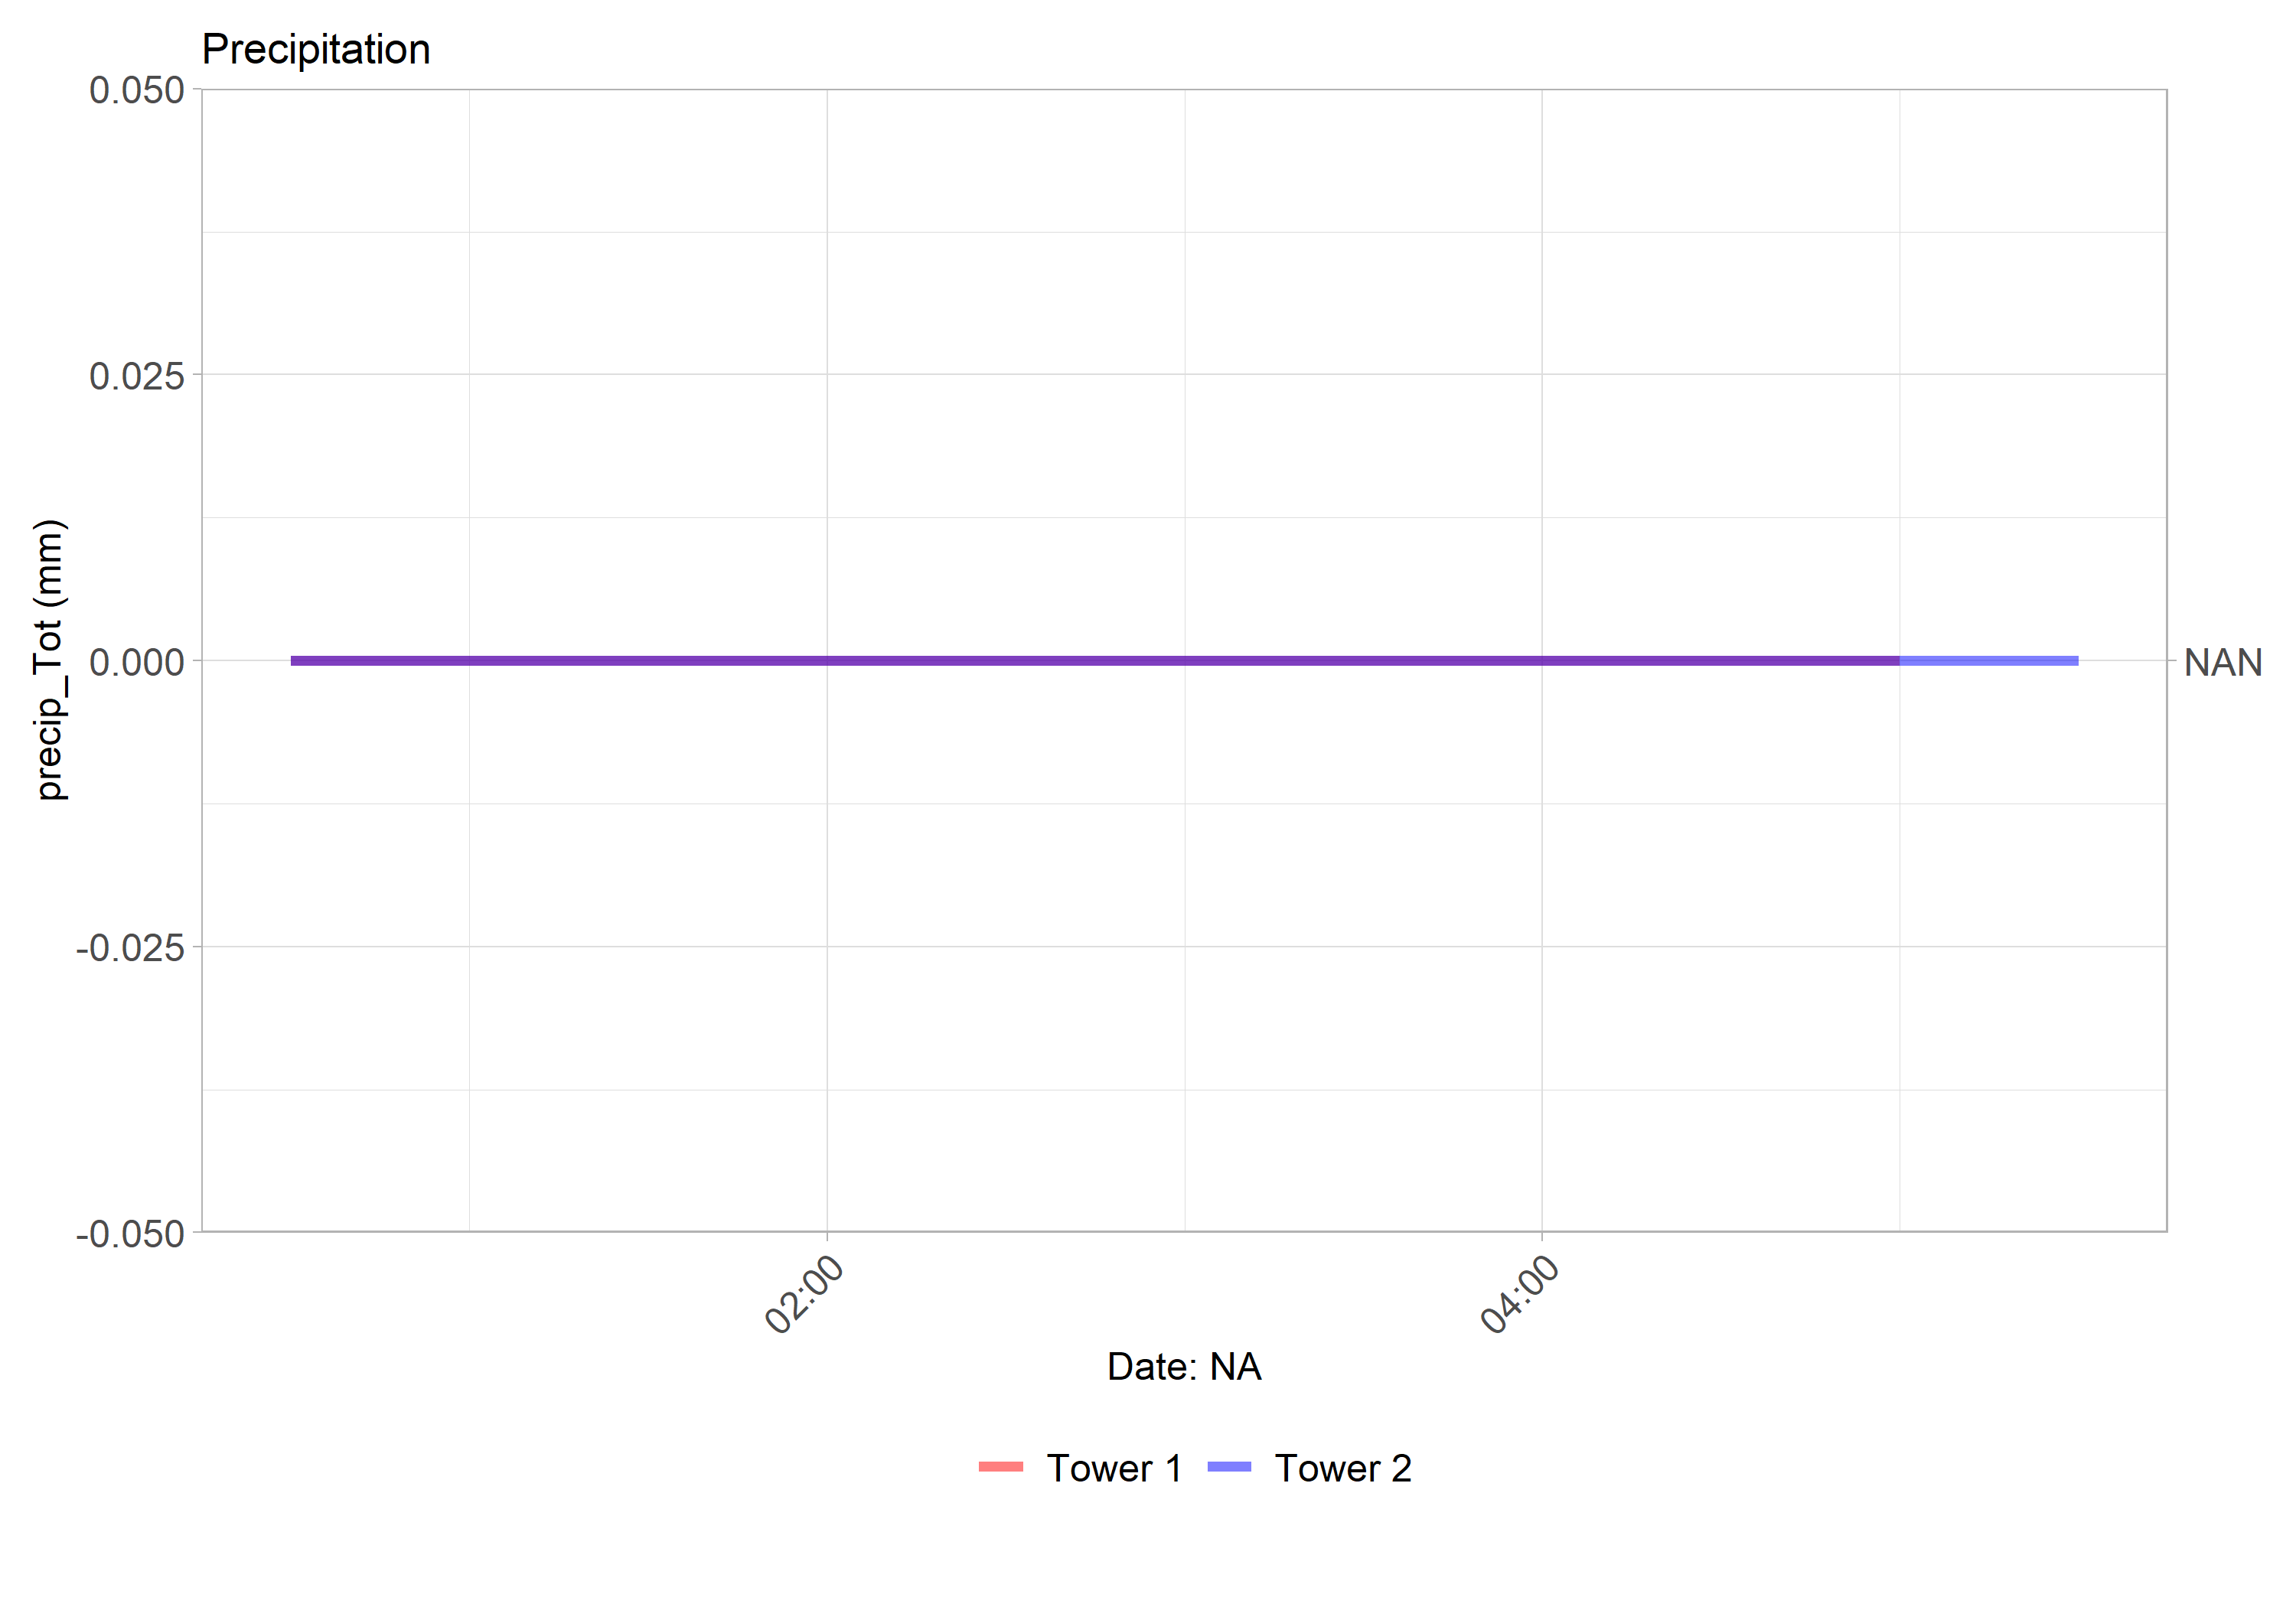 Precipitation
0.050
0.025
0.000
-0.025
-0.050
precip_Tot (mm)
NAN
02:00
04:00
Date: NA
Tower 1
Tower 2